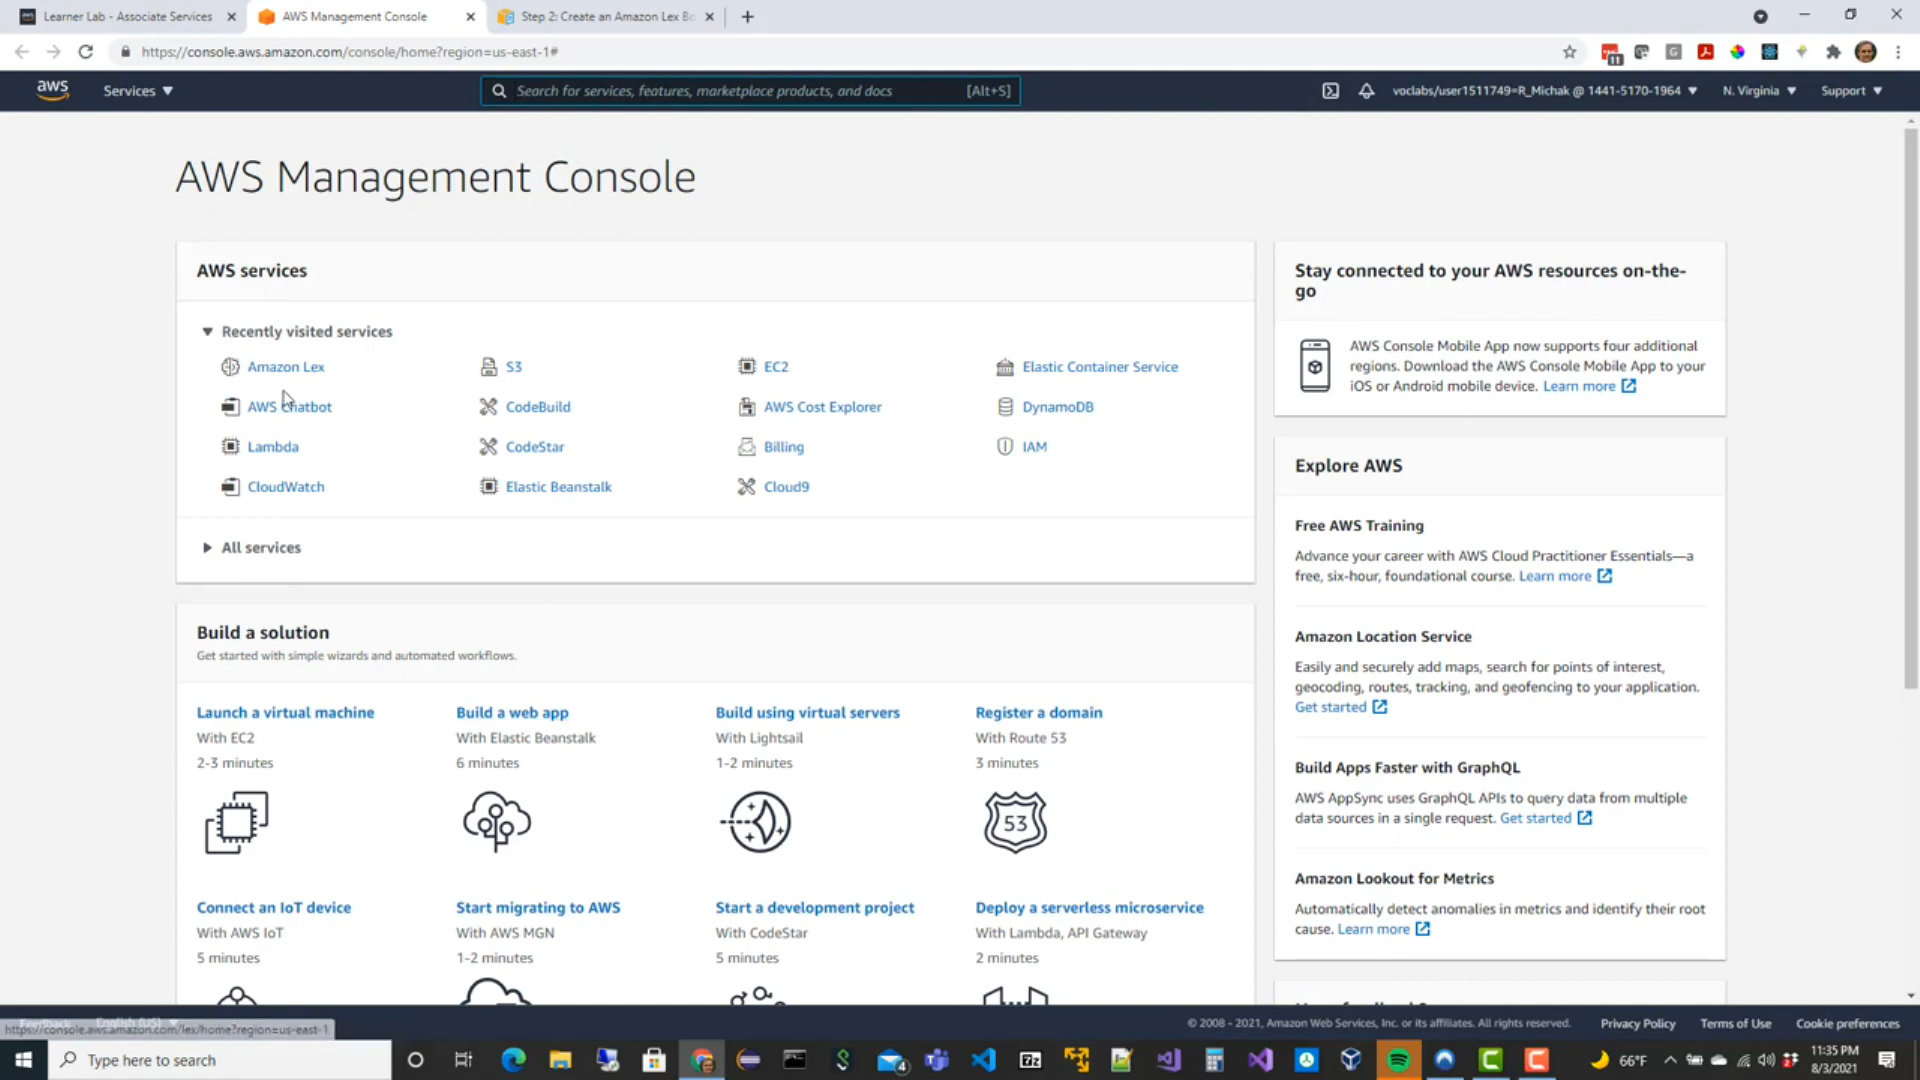 Learner Lab - Associate Services
AWS Management Console
Step 2: Create an Amazon Lex Bo
https://console.aws.amazon.com/console/home?region=us-east-1#
11
aws
Services
Search for services, features, marketplace products, and docs
[Alt+S]
voclabs/user1511749=R_Michak @ 1441-5170-1964
N. Virginia
Support
AWS Management Console
AWS services
Recently visited services
Amazon Lex
S3
EC2
Elastic Container Service
AWS Chatbot
CodeBuild
AWS Cost Explorer
DynamoDB
Lambda
CodeStar
Billing
IAM
CloudWatch
Elastic Beanstalk
Cloud9
All services
Build a solution
Get started with simple wizards and automated workflows.
Launch a virtual machine
With EC2
2-3 minutes
Build a web app
With Elastic Beanstalk
6 minutes
Build using virtual servers
With Lightsail
1-2 minutes
Register a domain
With Route 53
3 minutes
53
Connect an IoT device
With AWS IoT
5 minutes
Start migrating to AWS
With AWS MGN
1-2 minutes
Start a development project
With CodeStar
5 minutes
Deploy a serverless microservice
With Lambda, API Gateway
2 minutes
Stay connected to your AWS resources on-the-
go
AWS Console Mobile App now supports four additional
regions. Download the AWS Console Mobile App to your
iOS or Android mobile device. Learn more
Explore AWS
Free AWS Training
Advance your career with AWS Cloud Practitioner Essentials—a
free, six-hour, foundational course. Learn more
Amazon Location Service
Easily and securely add maps, search for points of interest,
geocoding, routes, tracking, and geofencing to your application.
Get started
Build Apps Faster with GraphQL
AWS AppSync uses GraphQL APIs to query data from multiple
data sources in a single request. Get started
Amazon Lookout for Metrics
Automatically detect anomalies in metrics and identify their root
cause. Learn more
English (US)
https://console.aws.amazon.com/lex/home?region=us-east-1
© 2008 - 2021, Amazon Web Services, Inc. or its affiliates. All rights reserved.
Privacy Policy
Terms of Use
Cookie preferences
Type here to search
4
7z
66°F
2
11:35 PM
8/3/2021